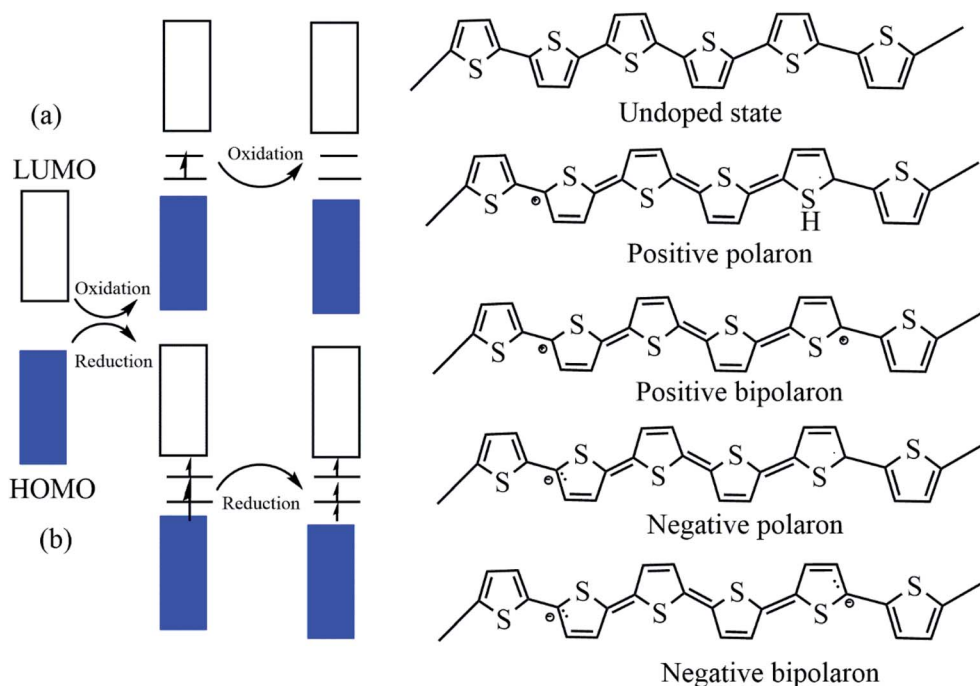 (a)
LUMO
Oxidation
Reduction
HOMO
(b)
Oxidation
Reduction
S S S S S S
Undoped state
S S S S S S
H
Positive polaron
S S S S S S
Positive bipolaron
S S S S S S
Negative polaron
S S S S S S
Negative bipolaron